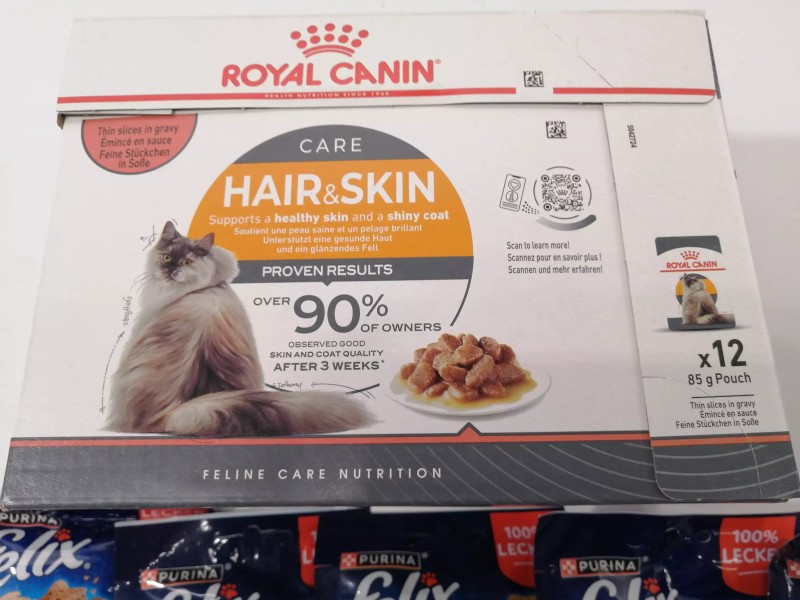 ROYAL CANIN
HEALTH NUTRITION SINCE 1968
Thin slices in gravy
Émincé en sauce
Feine Stückchen
in Soße
CARE
HAIR&SKIN
Supports a healthy skin and a shiny coat
Soutient une peau saine et un pelage brillant
Unterstützt eine gesunde Haut
und ein glänzendes Fell
PROVEN RESULTS
OVER 90% OF OWNERS
OBSERVED GOOD
SKIN AND COAT QUALITY
AFTER 3 WEEKS*
Scan to learn more!
Scannez pour en savoir plus !
Scannen und mehr erfahren!
ROYAL CANIN
x12
85 g Pouch
Thin slices in gravy
Émincé en sauce
Feine Stückchen in Soße
FELINE CARE NUTRITION
PURINA
Felix
PURINA
PURINA
Felix
100%
LECK
PURINA
Felix
100%
LECKE